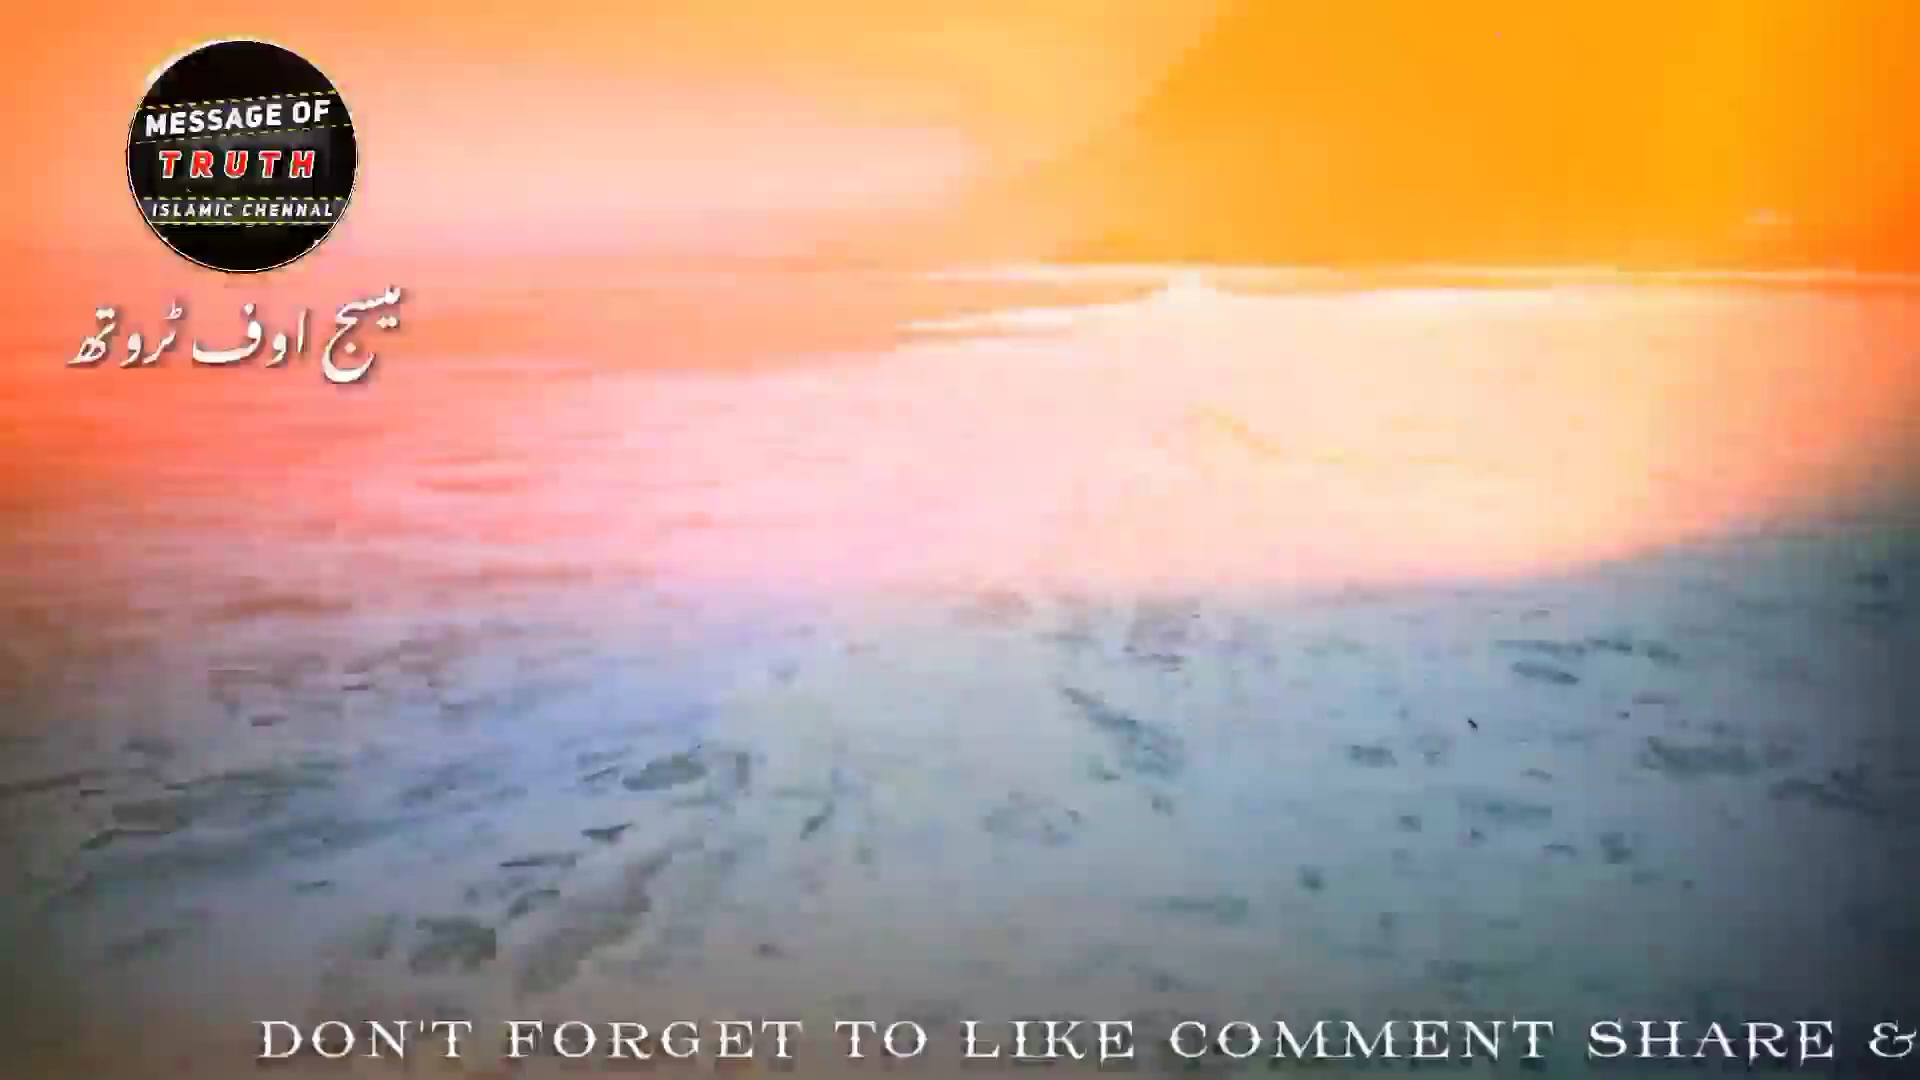 MESSAGE OF
TRUTH
ISLAMIC CHENNAL
میسج اوف ٹروتھ
DON'T FORGET TO LIKE COMMENT SHARE &